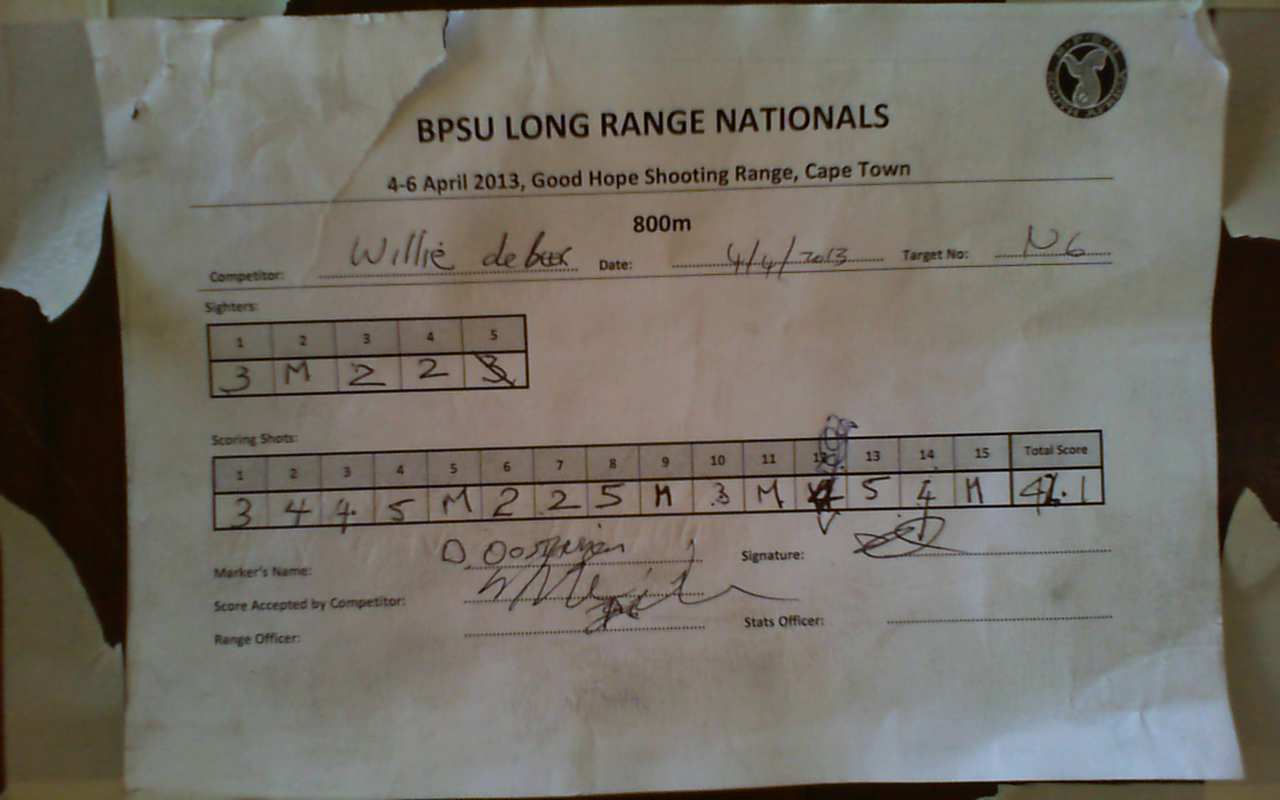 BPSU LONG RANGE NATIONALS
4-6 April 2013, Good Hope Shooting Range, Cape Town
800m
Competitor: Willie de Beer Date: 4/4/2013 Target No: N6
Sighters:
1 2 3 4 5
3 M 2 2 3
Scoring Shots:
1 2 3 4 5 6 7 8 9 10 11 12 13 14 15 Total Score
3 4 4 5 M 2 2 5 M 3 M 5 4 M
Marker's Name: D. Signature:
Score Accepted by Competitor:
Range Officer: Stats Officer: